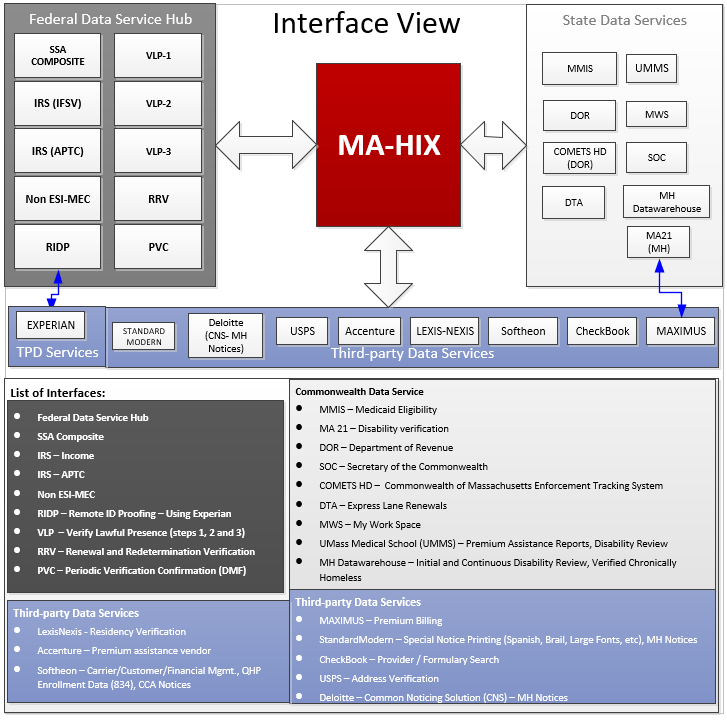 Interface View
Federal Data Service Hub
SSA
COMPOSITE
VLP-1
IRS (IFSV)
VLP-2
IRS (APTC)
VLP-3
Non ESI-MEC
RRV
RIDP
PVC
MA-HIX
State Data Services
MMIS
UMMS
DOR
MWS
COMETS HD
(DOR)
SOC
DTA
MH
Datawarehouse
MA21
(MH)
EXPERIAN
TPD Services
STANDARD
MODERN
Deloitte
(CNS- MH
Notices)
USPS
Accenture
LEXIS-NEXIS
Softheon
CheckBook
MAXIMUS
Third-party Data Services
List of Interfaces:
Federal Data Service Hub
SSA Composite
IRS – Income
IRS – APTC
Non ESI-MEC
RIDP – Remote ID Proofing – Using Experian
VLP – Verify Lawful Presence (steps 1, 2 and 3)
RRV – Renewal and Redetermination Verification
PVC – Periodic Verification Confirmation (DMF)
Commonwealth Data Service
MMIS – Medicaid Eligibility
MA 21 – Disability verification
DOR – Department of Revenue
SOC – Secretary of the Commonwealth
COMETS HD – Commonwealth of Massachusetts Enforcement Tracking System
DTA – Express Lane Renewals
MWS – My Work Space
UMass Medical School (UMMS) – Premium Assistance Reports, Disability Review
MH Datawarehouse – Initial and Continuous Disability Review, Verified Chronically
Homeless
Third-party Data Services
LexisNexis - Residency Verification
Accenture – Premium assistance vendor
Softheon – Carrier/Customer/Financial Mgmt., QHP
Enrollment Data (834), CCA Notices
Third-party Data Services
MAXIMUS – Premium Billing
StandardModern – Special Notice Printing (Spanish, Brail, Large Fonts, etc), MH Notices
CheckBook – Provider / Formulary Search
USPS – Address Verification
Deloitte – Common Noticing Solution (CNS) – MH Notices